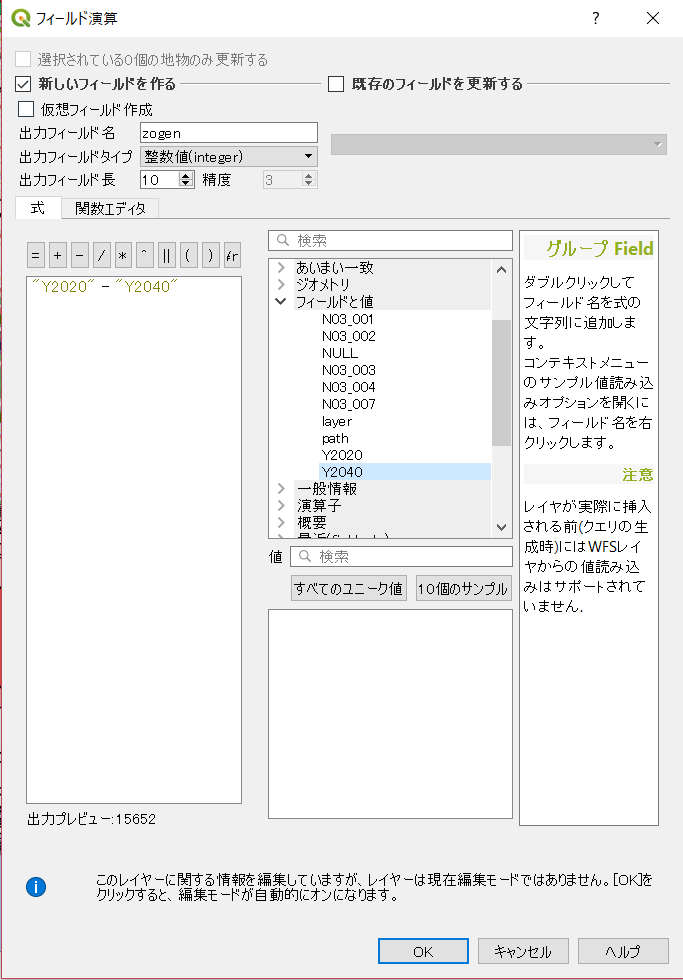 フィールド演算
?
選択されている0個の地物のみ更新する
新しいフィールドを作る
既存のフィールドを更新する
仮想フィールド作成
出力フィールド名
zogen
出力フィールドタイプ
整数値(integer)
出力フィールド長
10
精度
3
式
関数エディタ
= + - / * ^ || ( )
"Y2020" - "Y2040"
出力プレビュー:15652
検索
あいまい一致
ジオメトリ
フィールドと値
N03_001
N03_002
NULL
N03_003
N03_004
N03_007
layer
path
Y2020
Y2040
一般情報
演算子
概要
値
検索
すべてのユニーク値
10個のサンプル
グループ Field
ダブルクリックして
フィールド名を式の
文字列に追加しま
す。
コンテキストメニュー
のサンプル値読み込
みオプションを開くに
は、フィールド名を右
クリックします。
注意
レイヤが実際に挿入
される前(クエリの生
成時)にはWFSレイ
ヤからの値読み込
みはサポートされて
いません.
このレイヤーに関する情報を編集していますが、レイヤーは現在編集モードではありません。[OK]を
クリックすると、編集モードが自動的にオンになります。
OK
キャンセル
ヘルプ